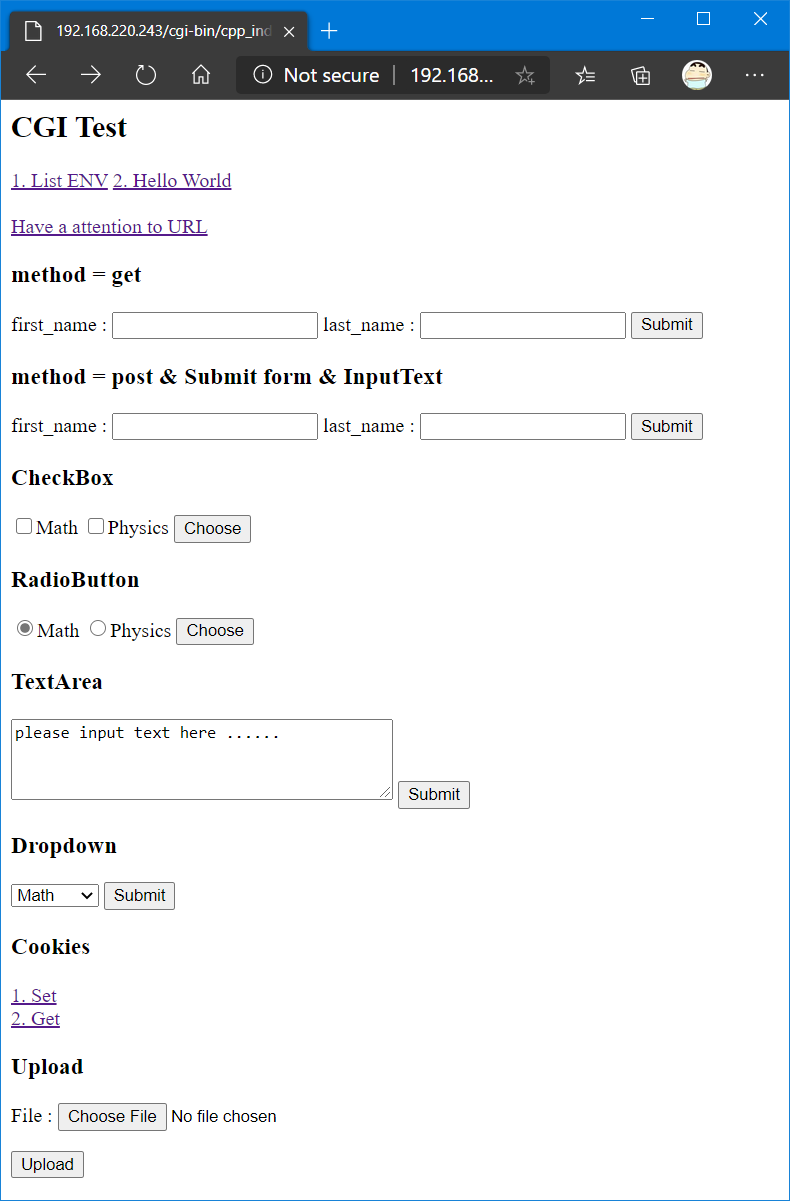 192.168.220.243/cgi-bin/cpp_ind
Not secure | 192.168...
CGI Test
1. List ENV 2. Hello World
Have a attention to URL
method = get
first_name : last_name : Submit
method = post & Submit form & InputText
first_name : last_name : Submit
CheckBox
Math Physics Choose
RadioButton
Math Physics Choose
TextArea
please input text here ......
Submit
Dropdown
Math Submit
Cookies
1. Set
2. Get
Upload
File : Choose File No file chosen
Upload